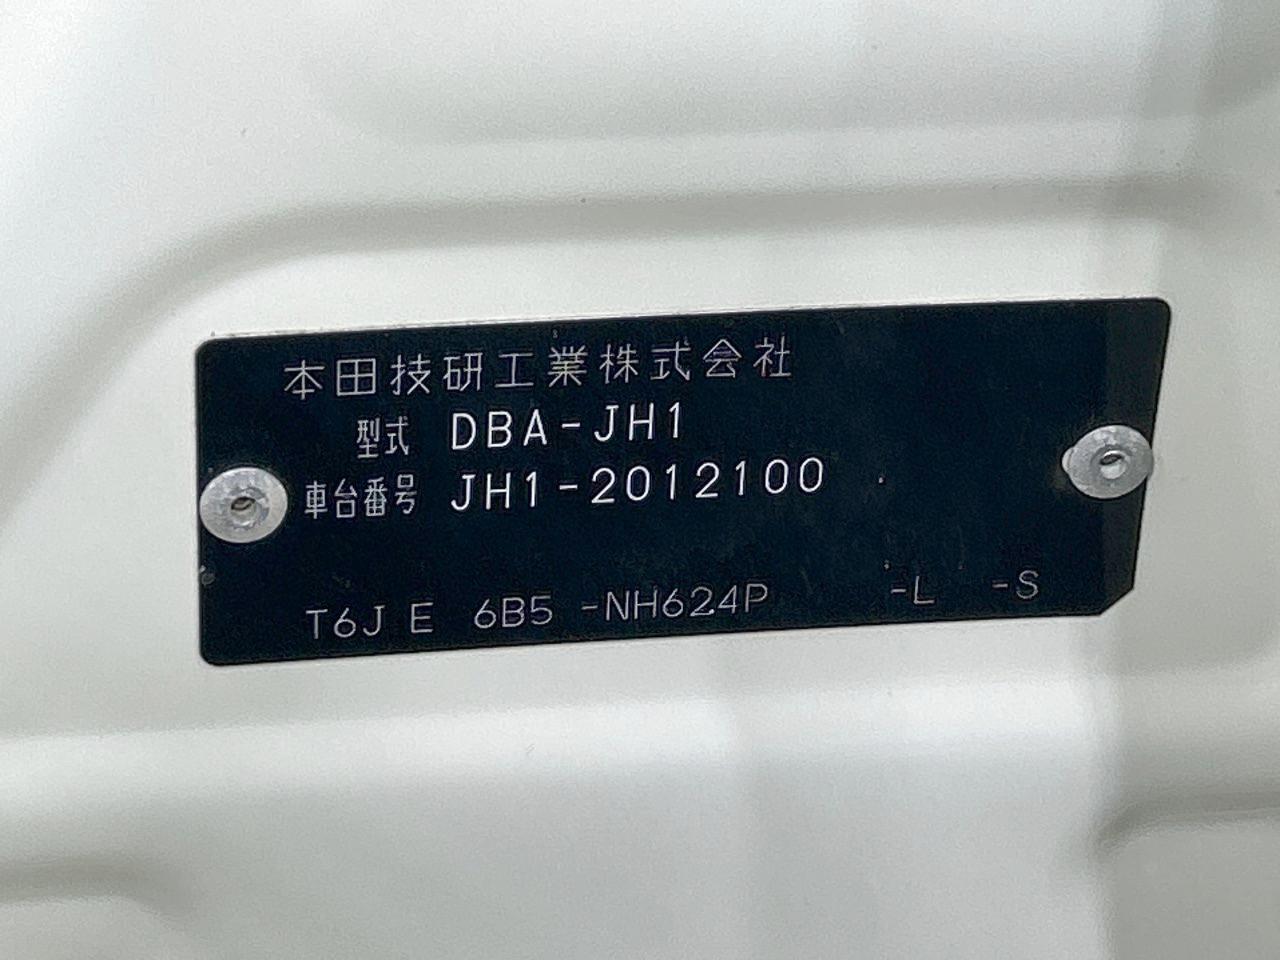 本田技研工業株式会社
型式 DBA-JH1
車台番号 JH1-2012100
T6JE 6B5 -NH624P -L -S